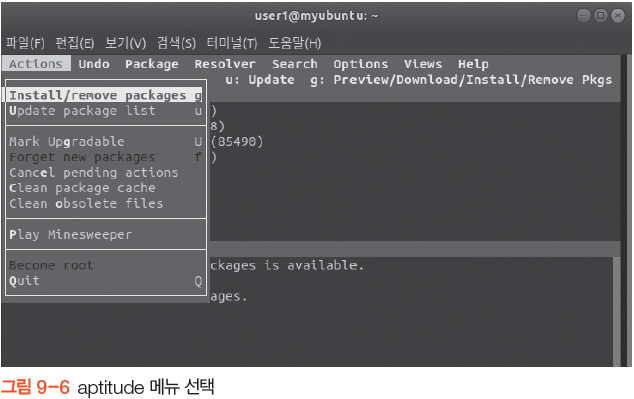 user1@myubuntu: ~
파일(F) 편집(E) 보기(V) 검색(S) 터미널(T) 도움말(H)
Actions Undo Package Resolver Search Options Views Help
u: Update g: Preview/Download/Install/Remove Pkgs
Install/remove packages g
Update package list u )
8)
Mark Upgradable U (85490)
Forget new packages f )
Cancel pending actions
Clean package cache
Clean obsolete files
Play Minesweeper
Become root ckages is available.
Quit Q
ages.
그림 9-6 aptitude 메뉴 선택